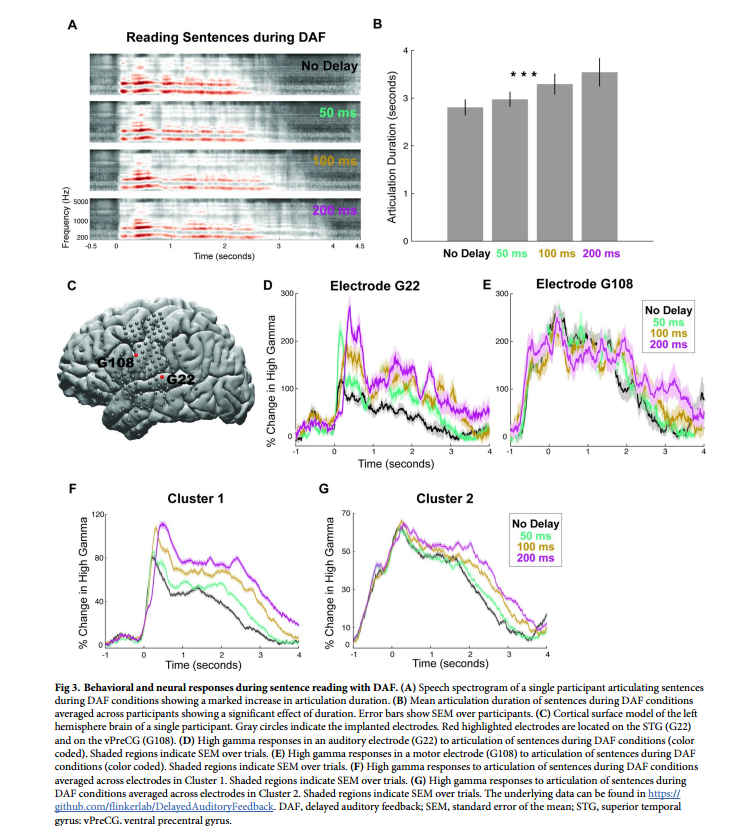 A
Reading Sentences during DAF
No Delay
50 ms
100 ms
200 ms
Frequency (Hz)
5000
1000
200
-0.5 0 1 2 3 4 4.5
Time (seconds)
B
Articulation Duration (seconds)
4
3
2
1
0
***
No Delay 50 ms 100 ms 200 ms
C
G108
G22
D
Electrode G22
% Change in High Gamma
300
200
100
0
-1 0 1 2 3 4
Time (seconds)
E
Electrode G108
300
200
100
0
No Delay
50 ms
100 ms
200 ms
-1 0 1 2 3 4
F
Cluster 1
% Change in High Gamma
120
80
40
0
-1 0 1 2 3 4
Time (seconds)
G
Cluster 2
% Change in High Gamma
70
50
30
10
0
No Delay
50 ms
100 ms
200 ms
-1 0 1 2 3 4
Time (seconds)
Fig 3. Behavioral and neural responses during sentence reading with DAF. (A) Speech spectrogram of a single participant articulating sentences
during DAF conditions showing a marked increase in articulation duration. (B) Mean articulation duration of sentences during DAF conditions
averaged across participants showing a significant effect of duration. Error bars show SEM over participants. (C) Cortical surface model of the left
hemisphere brain of a single participant. Gray circles indicate the implanted electrodes. Red highlighted electrodes are located on the STG (G22)
and on the vPreCG (G108). (D) High gamma responses in an auditory electrode (G22) to articulation of sentences during DAF conditions (color
coded). Shaded regions indicate SEM over trials. (E) High gamma responses in a motor electrode (G108) to articulation of sentences during DAF
conditions (color coded). Shaded regions indicate SEM over trials. (F) High gamma responses to articulation of sentences during DAF conditions
averaged across electrodes in Cluster 1. Shaded regions indicate SEM over trials. (G) High gamma responses to articulation of sentences during
DAF conditions averaged across electrodes in Cluster 2. Shaded regions indicate SEM over trials. The underlying data can be found in https://
github.com/flinkerlab/DelayedAuditoryFeedback. DAF, delayed auditory feedback; SEM, standard error of the mean; STG, superior temporal
gyrus; vPreCG, ventral precentral gyrus.